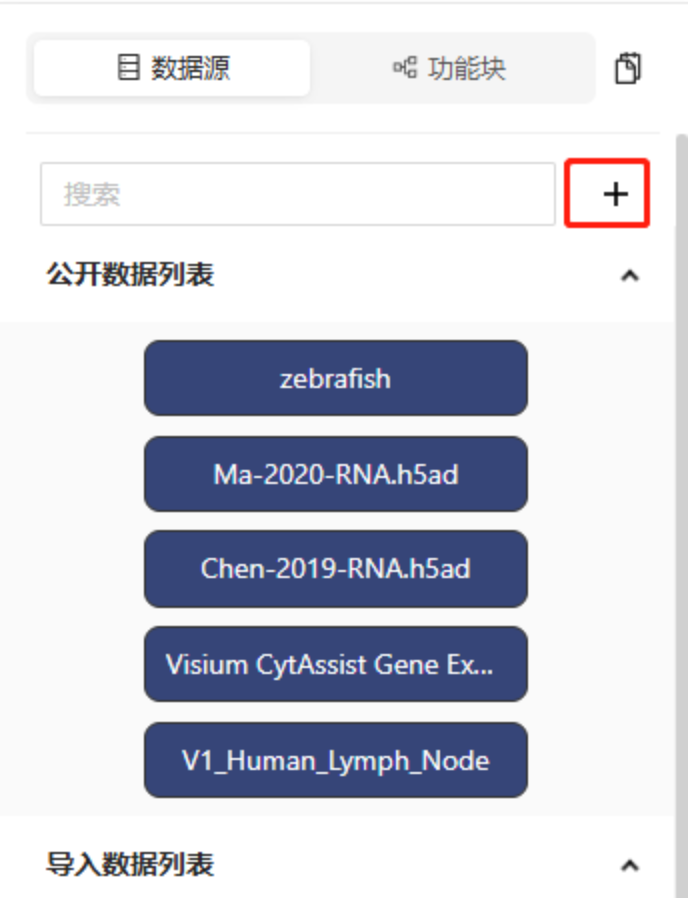 数据源 功能块
搜索 +
公开数据列表
zebrafish
Ma-2020-RNA.h5ad
Chen-2019-RNA.h5ad
Visium CytAssist Gene Ex...
V1_Human_Lymph_Node
导入数据列表